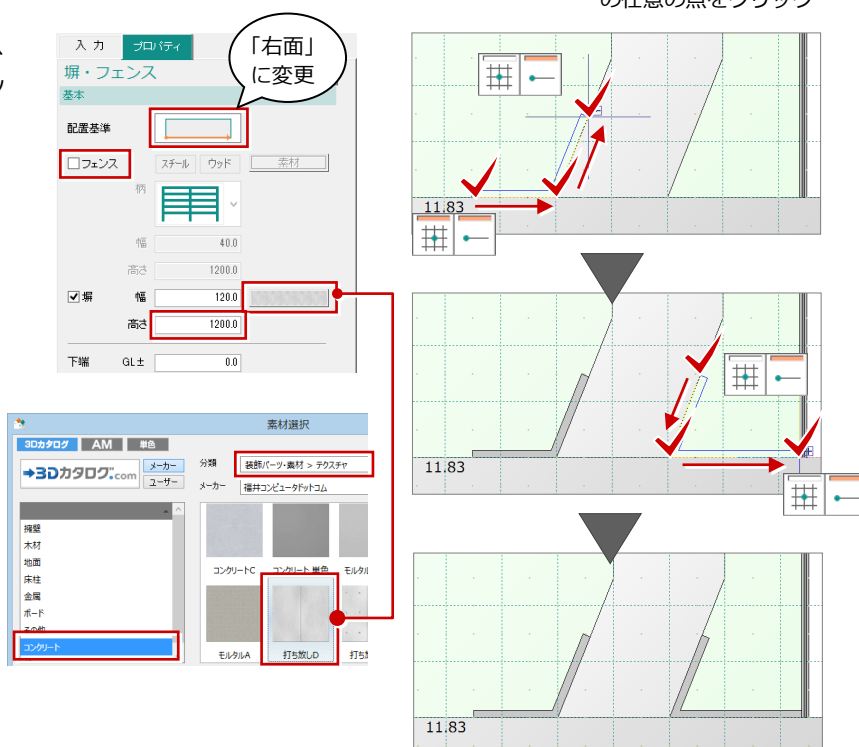 の任意の点をクリック
入 力 プロパティ
塀・フェンス
「右面」
に変更
基本
配置基準
フェンス スチール ウッド 素材
柄
幅 40.0
高さ 1200.0
塀 幅 120.0
高さ 1200.0
下端 GL± 0.0
素材選択
3Dカタログ AM 単色
3Dカタログ.com メーカー
ユーザー
分類 装飾パーツ・素材 > テクスチャ
メーカー 福井コンピュータドットコム
擁壁
木材
地面
床柱
金属
ボード
その他
コンクリート
コンクリートC コンクリート 単色 モルタル
モルタルA 打ち放しD 打ち
11.83
11.83
11.83